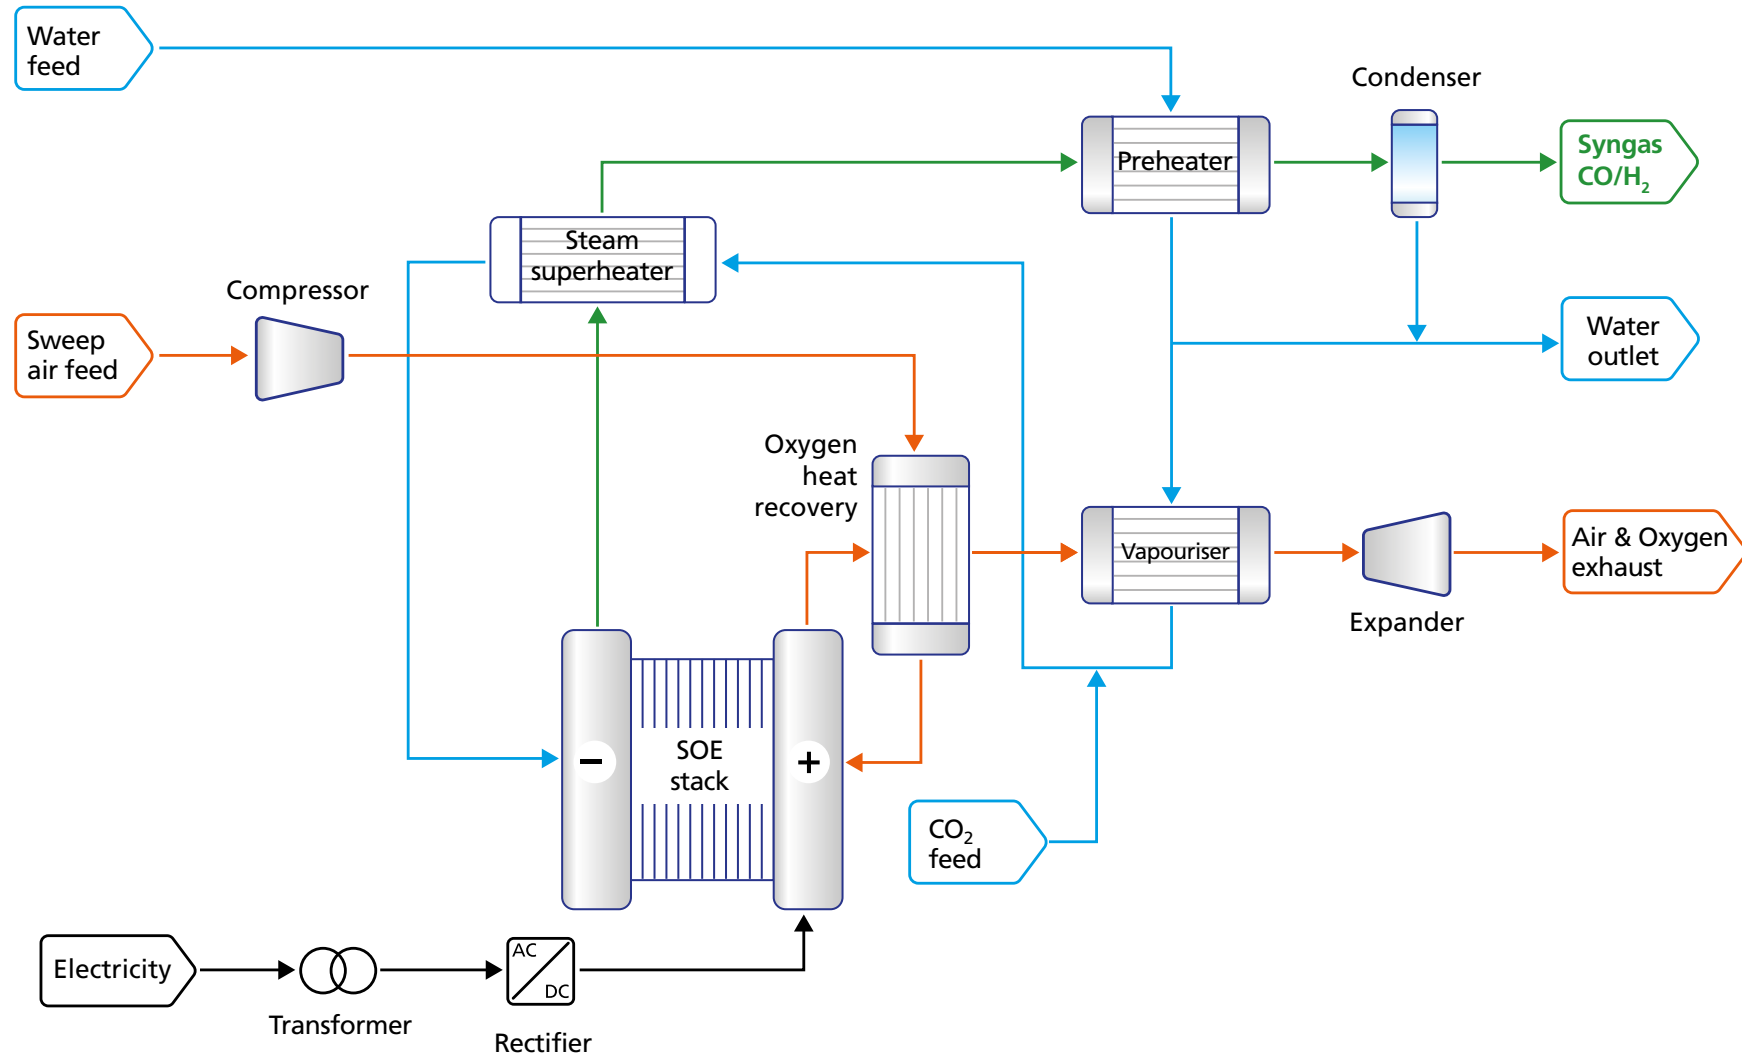 Water
feed
Condenser
Preheater
Syngas
CO/H₂
Steam
superheater
Compressor
Sweep
air feed
Water
outlet
Oxygen
heat
recovery
Vapouriser
Air & Oxygen
exhaust
Expander
−
SOE
stack
+
CO₂
feed
Electricity
Transformer
AC
DC
Rectifier